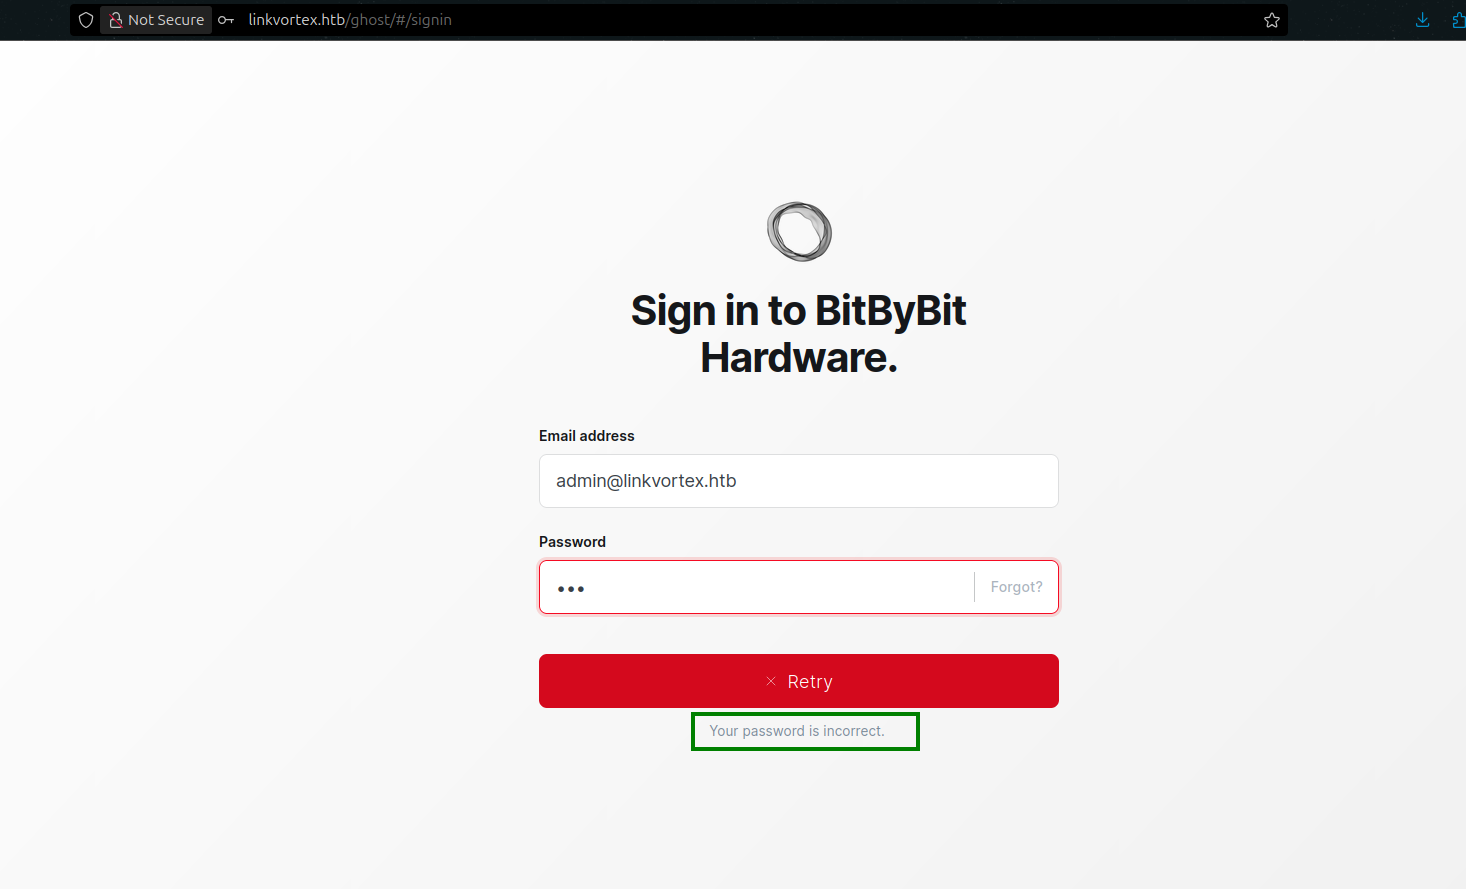 Not Secure linkvortex.htb/ghost/#/signin
Sign in to BitByBit
Hardware.
Email address
admin@linkvortex.htb
Password
••• Forgot?
Retry
Your password is incorrect.